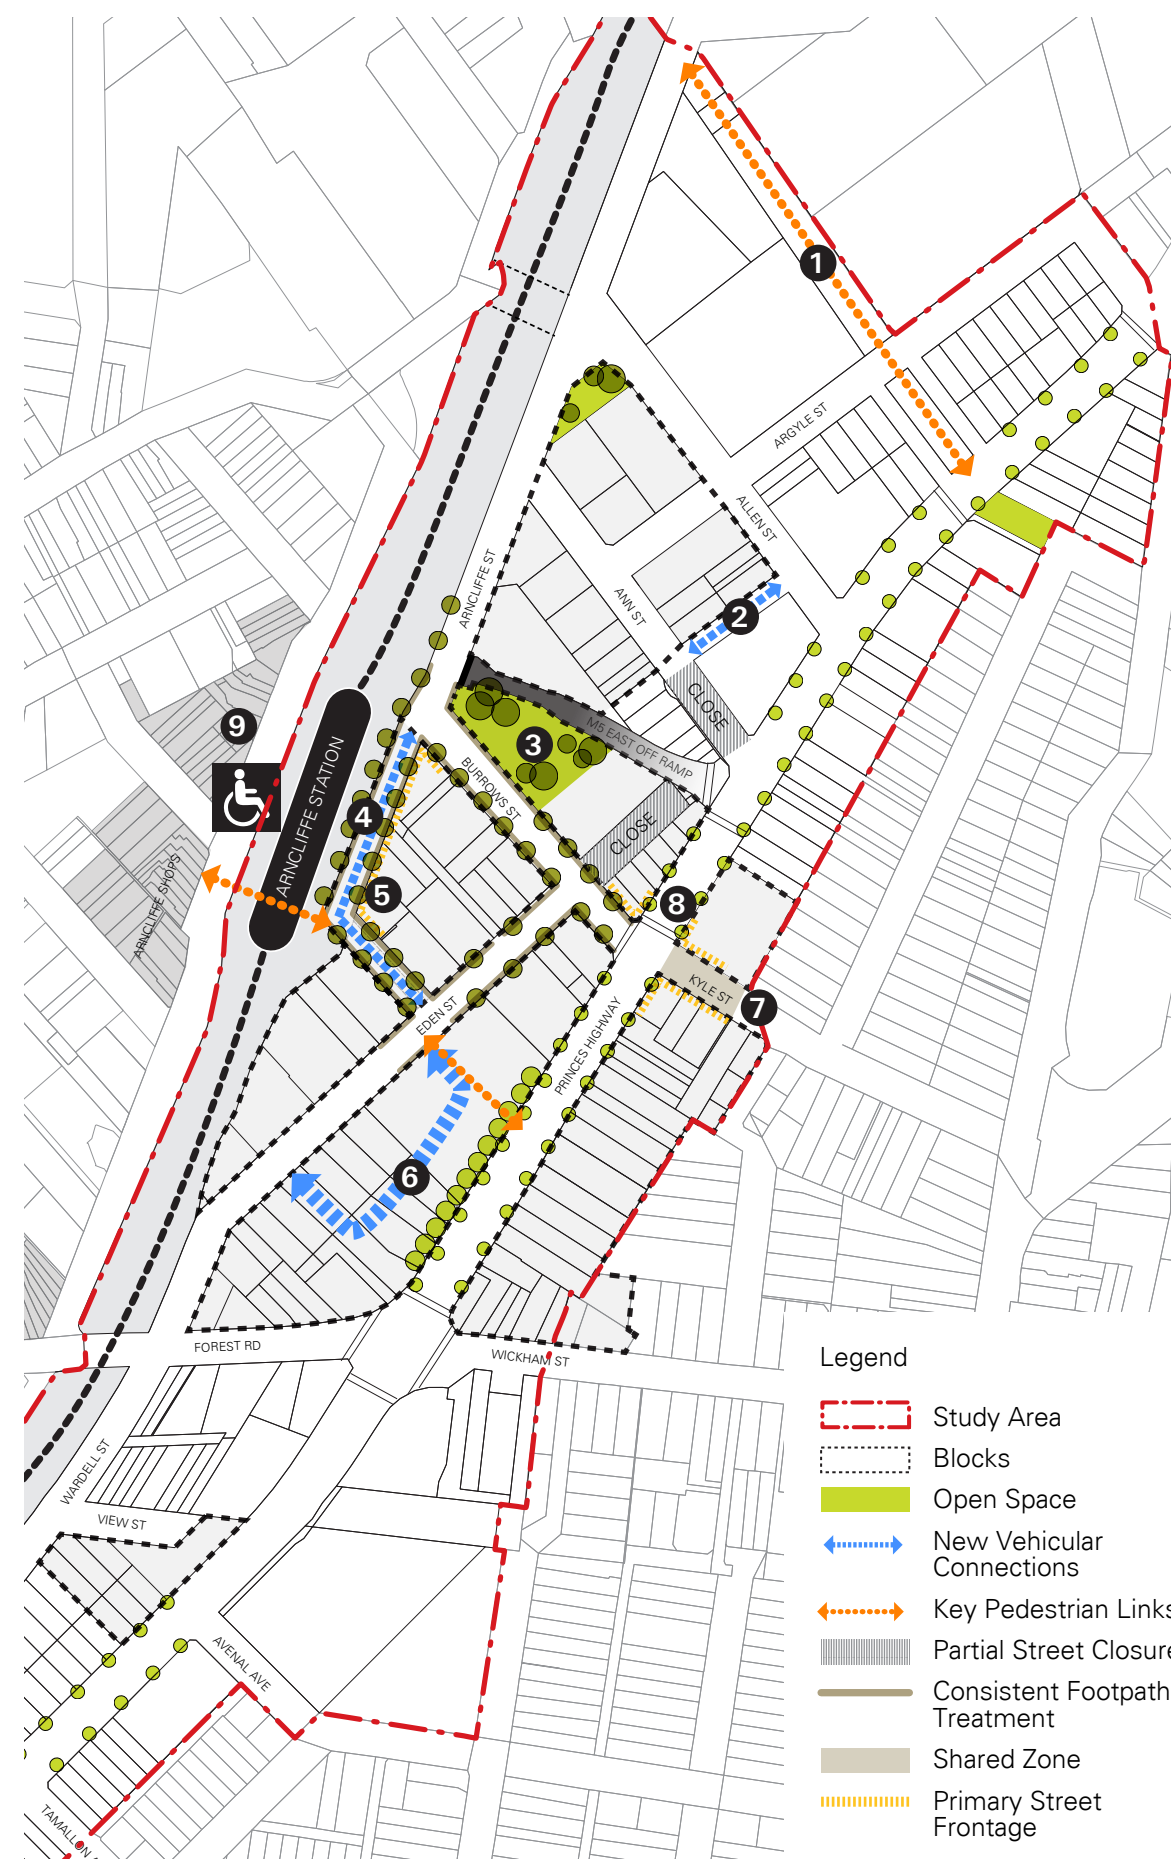 1
ARGYLE ST
ALLEN ST
ARNCLIFFE ST
ANN ST
2
CLOSE
9
3
M5 EAST OFF RAMP
BURROWS ST
ARNCLIFFE STATION
4
CLOSE
ARNCLIFFE SHOPS
5
8
KYLE ST
7
EDEN ST
PRINCES HIGHWAY
6
FOREST RD
WICKHAM ST
WARDELL ST
VIEW ST
AVENAL AVE
Legend
Study Area
Blocks
Open Space
New Vehicular
Connections
Key Pedestrian Links
Partial Street Closure
Consistent Footpath
Treatment
Shared Zone
Primary Street
Frontage